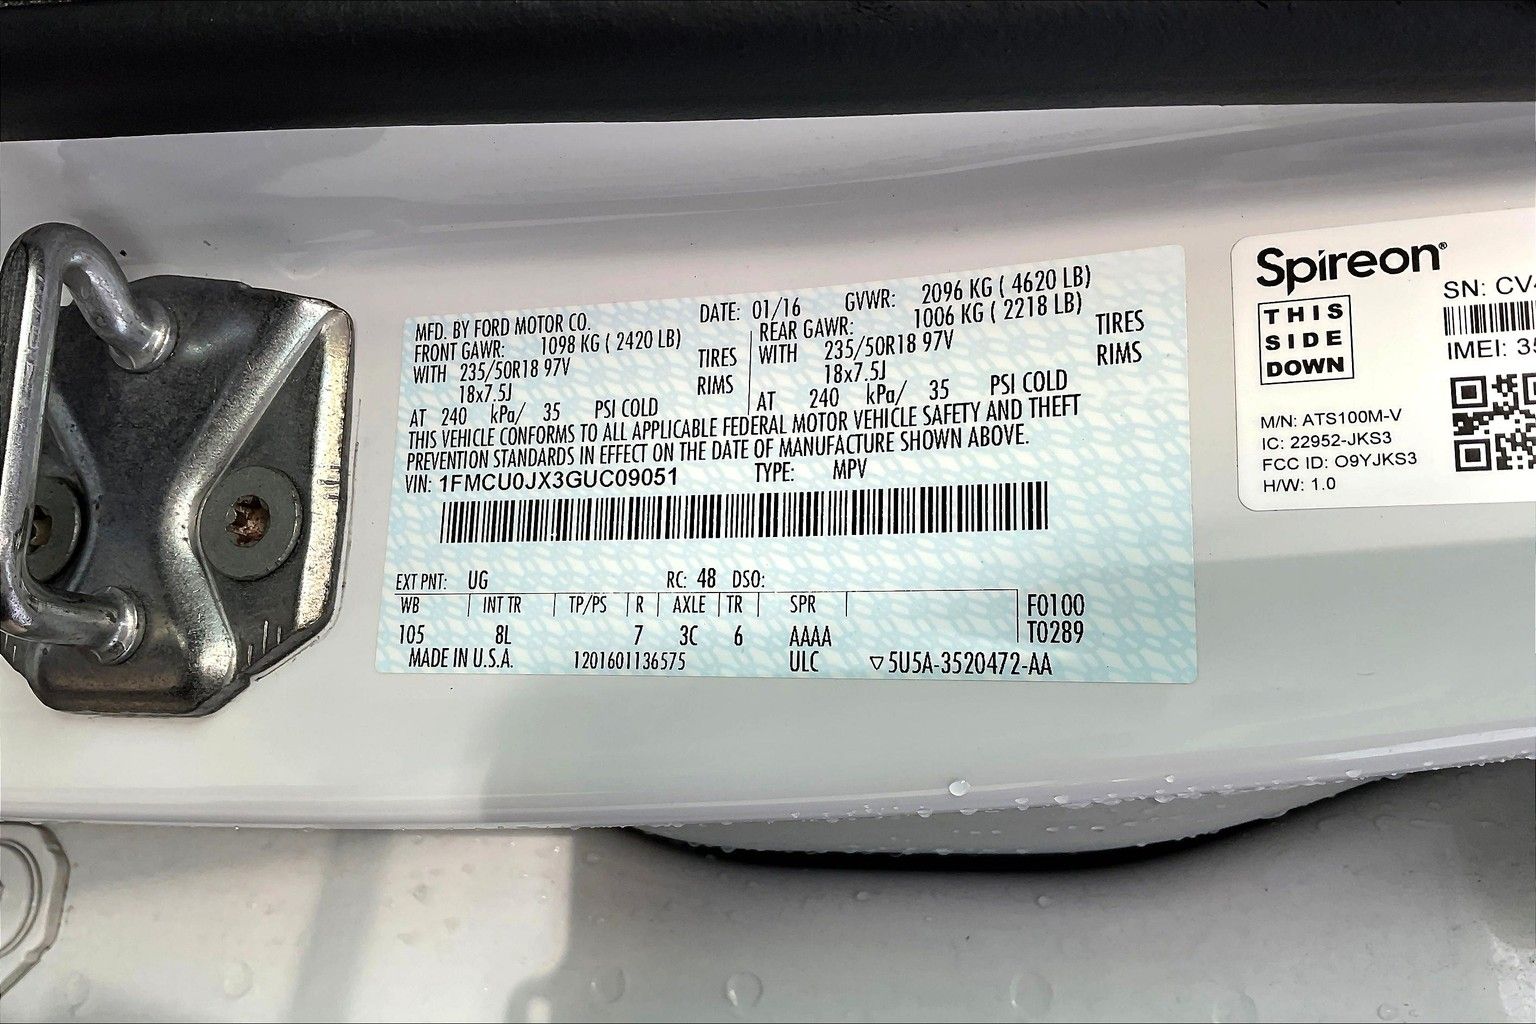 MFD. BY FORD MOTOR CO. DATE: 01/16 GVWR: 2096 KG ( 4620 LB)
FRONT GAWR: 1098 KG ( 2420 LB) REAR GAWR: 1006 KG ( 2218 LB)
WITH 235/50R18 97V TIRES WITH 235/50R18 97V TIRES
18x7.5J RIMS 18x7.5J RIMS
AT 240 kPa/ 35 PSI COLD AT 240 kPa/ 35 PSI COLD
THIS VEHICLE CONFORMS TO ALL APPLICABLE FEDERAL MOTOR VEHICLE SAFETY AND THEFT
PREVENTION STANDARDS IN EFFECT ON THE DATE OF MANUFACTURE SHOWN ABOVE.
VIN: 1FMCU0JX3GUC09051 TYPE: MPV
EXT PNT: UG RC: 48 DSO:
WB INT TR TP/PS R AXLE TR SPR F0100
105 8L 7 3C 6 AAAA T0289
MADE IN U.S.A. 1201601136575 ULC ▽5U5A-3520472-AA
Spireon®
THIS
SIDE
DOWN
SN: CV4
IMEI: 35
M/N: ATS100M-V
IC: 22952-JKS3
FCC ID: O9YJKS3
H/W: 1.0